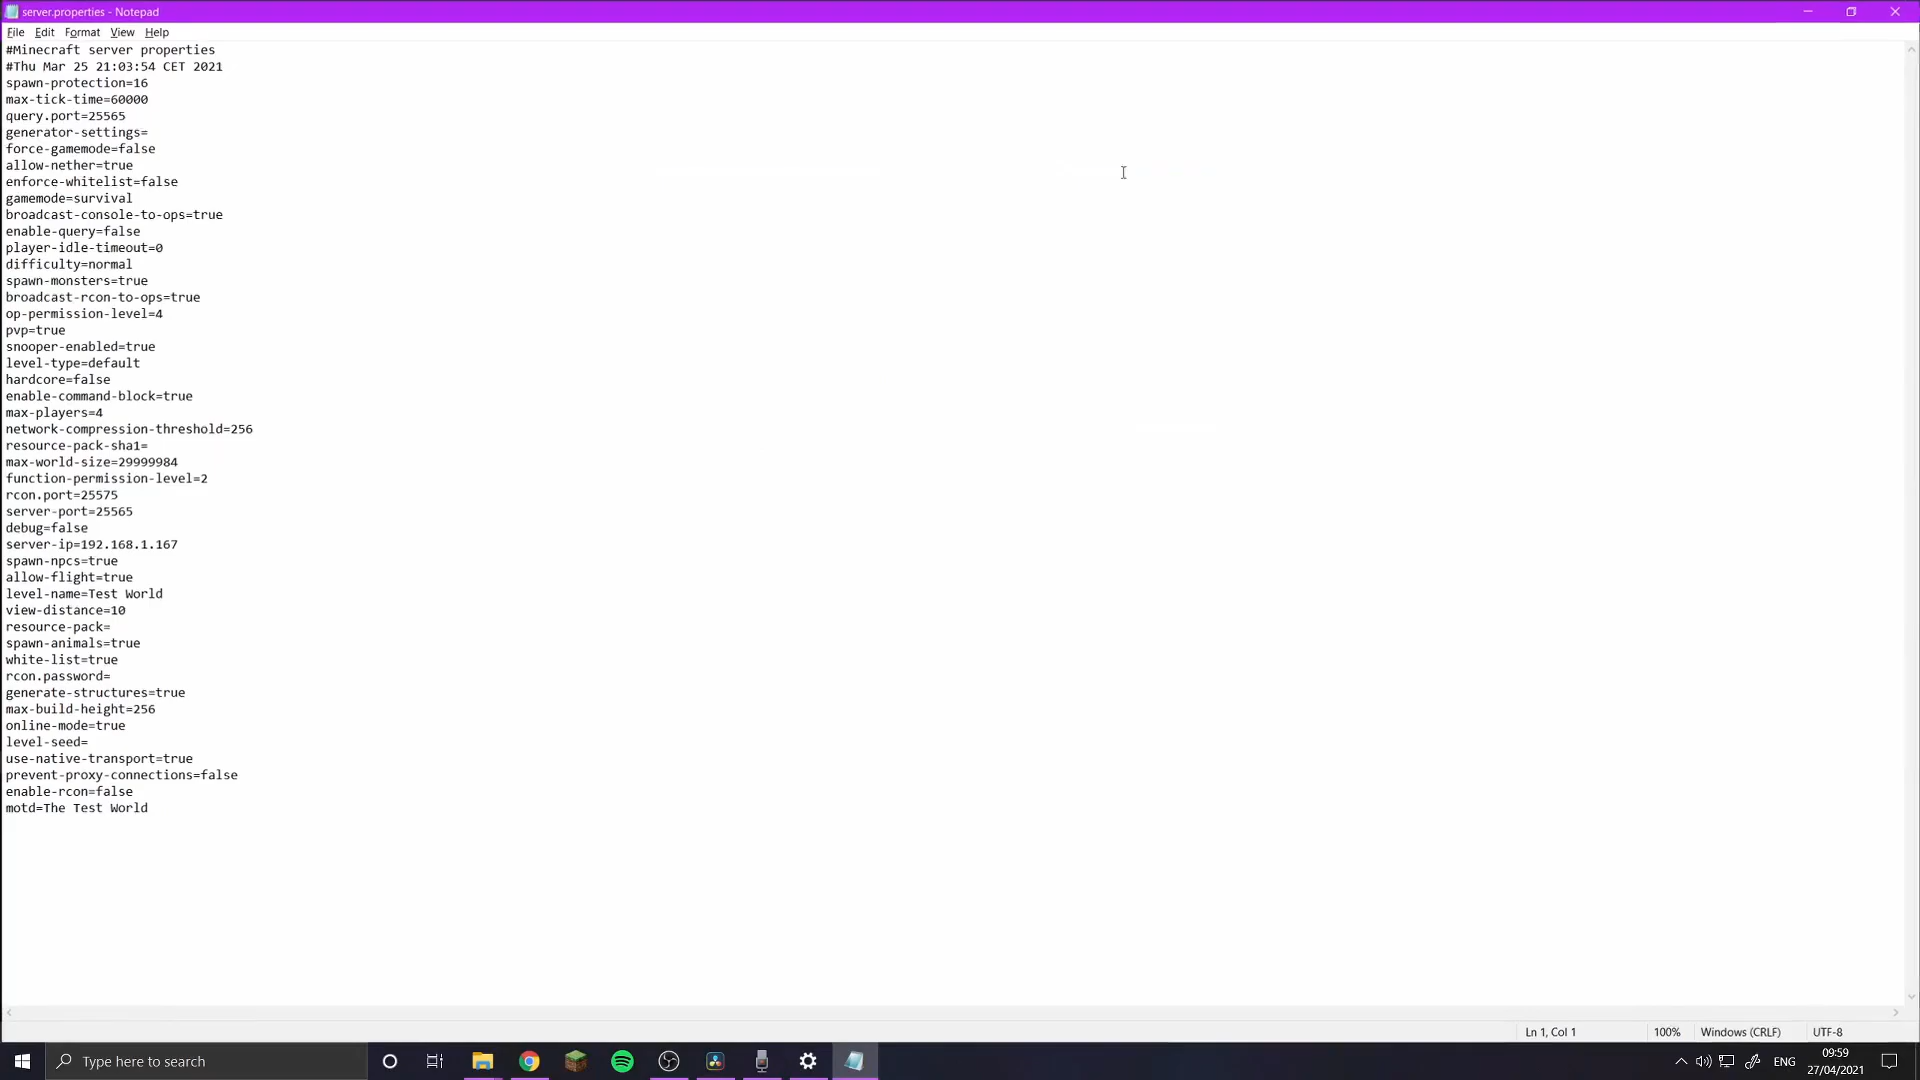 server.properties - Notepad
File Edit Format View Help
#Minecraft server properties
#Thu Mar 25 21:03:54 CET 2021
spawn-protection=16
max-tick-time=60000
query.port=25565
generator-settings=
force-gamemode=false
allow-nether=true
enforce-whitelist=false
gamemode=survival
broadcast-console-to-ops=true
enable-query=false
player-idle-timeout=0
difficulty=normal
spawn-monsters=true
broadcast-rcon-to-ops=true
op-permission-level=4
pvp=true
snooper-enabled=true
level-type=default
hardcore=false
enable-command-block=true
max-players=4
network-compression-threshold=256
resource-pack-sha1=
max-world-size=29999984
function-permission-level=2
rcon.port=25575
server-port=25565
debug=false
server-ip=192.168.1.167
spawn-npcs=true
allow-flight=true
level-name=Test World
view-distance=10
resource-pack=
spawn-animals=true
white-list=true
rcon.password=
generate-structures=true
max-build-height=256
online-mode=true
level-seed=
use-native-transport=true
prevent-proxy-connections=false
enable-rcon=false
motd=The Test World
Ln 1, Col 1 100% Windows (CRLF) UTF-8
Type here to search
ENG
09:59
27/04/2021